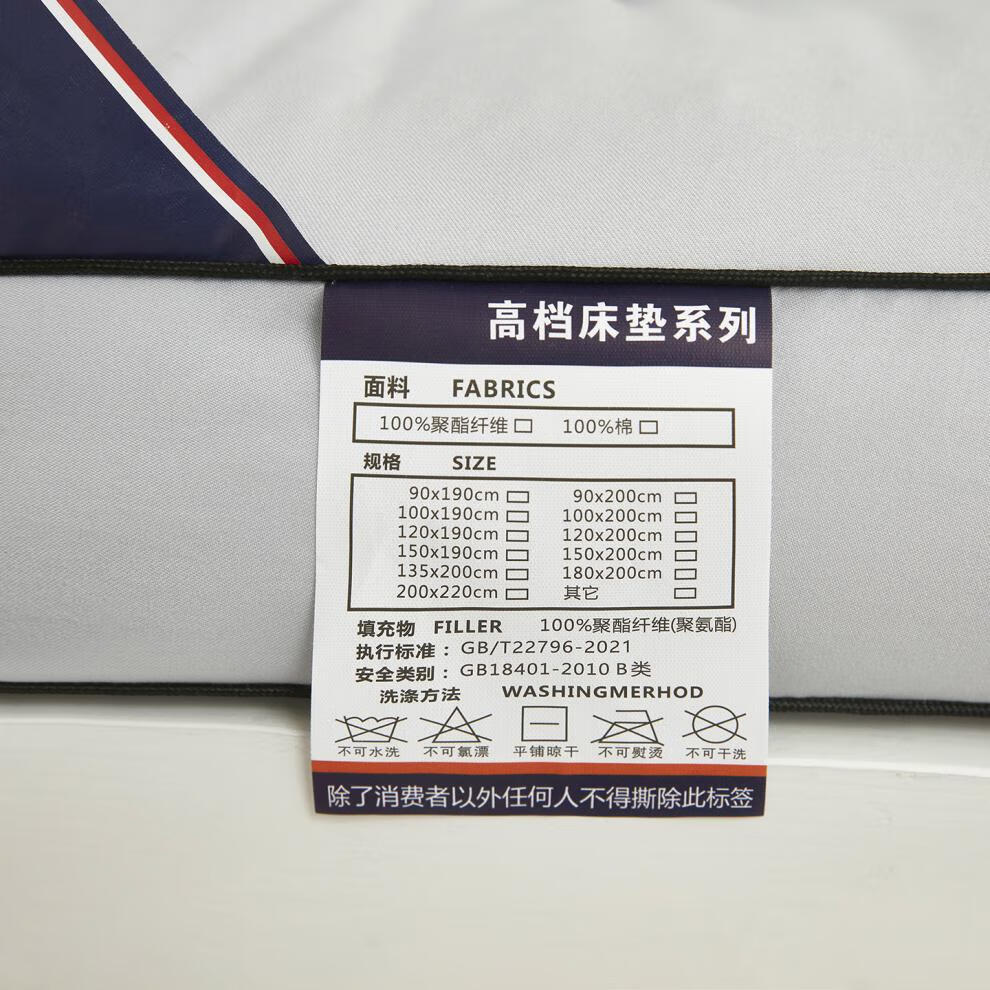 高档床垫系列
面料 FABRICS
100%聚酯纤维 100%棉
规格 SIZE
90x190cm 90x200cm
100x190cm 100x200cm
120x190cm 120x200cm
150x190cm 150x200cm
135x200cm 180x200cm
200x220cm 其它
填充物 FILLER 100%聚酯纤维(聚氨酯)
执行标准：GB/T22796-2021
安全类别：GB18401-2010 B类
洗涤方法 WASHINGMERHOD
不可水洗 不可氯漂 平铺晾干 不可熨烫 不可干洗
除了消费者以外任何人不得撕除此标签